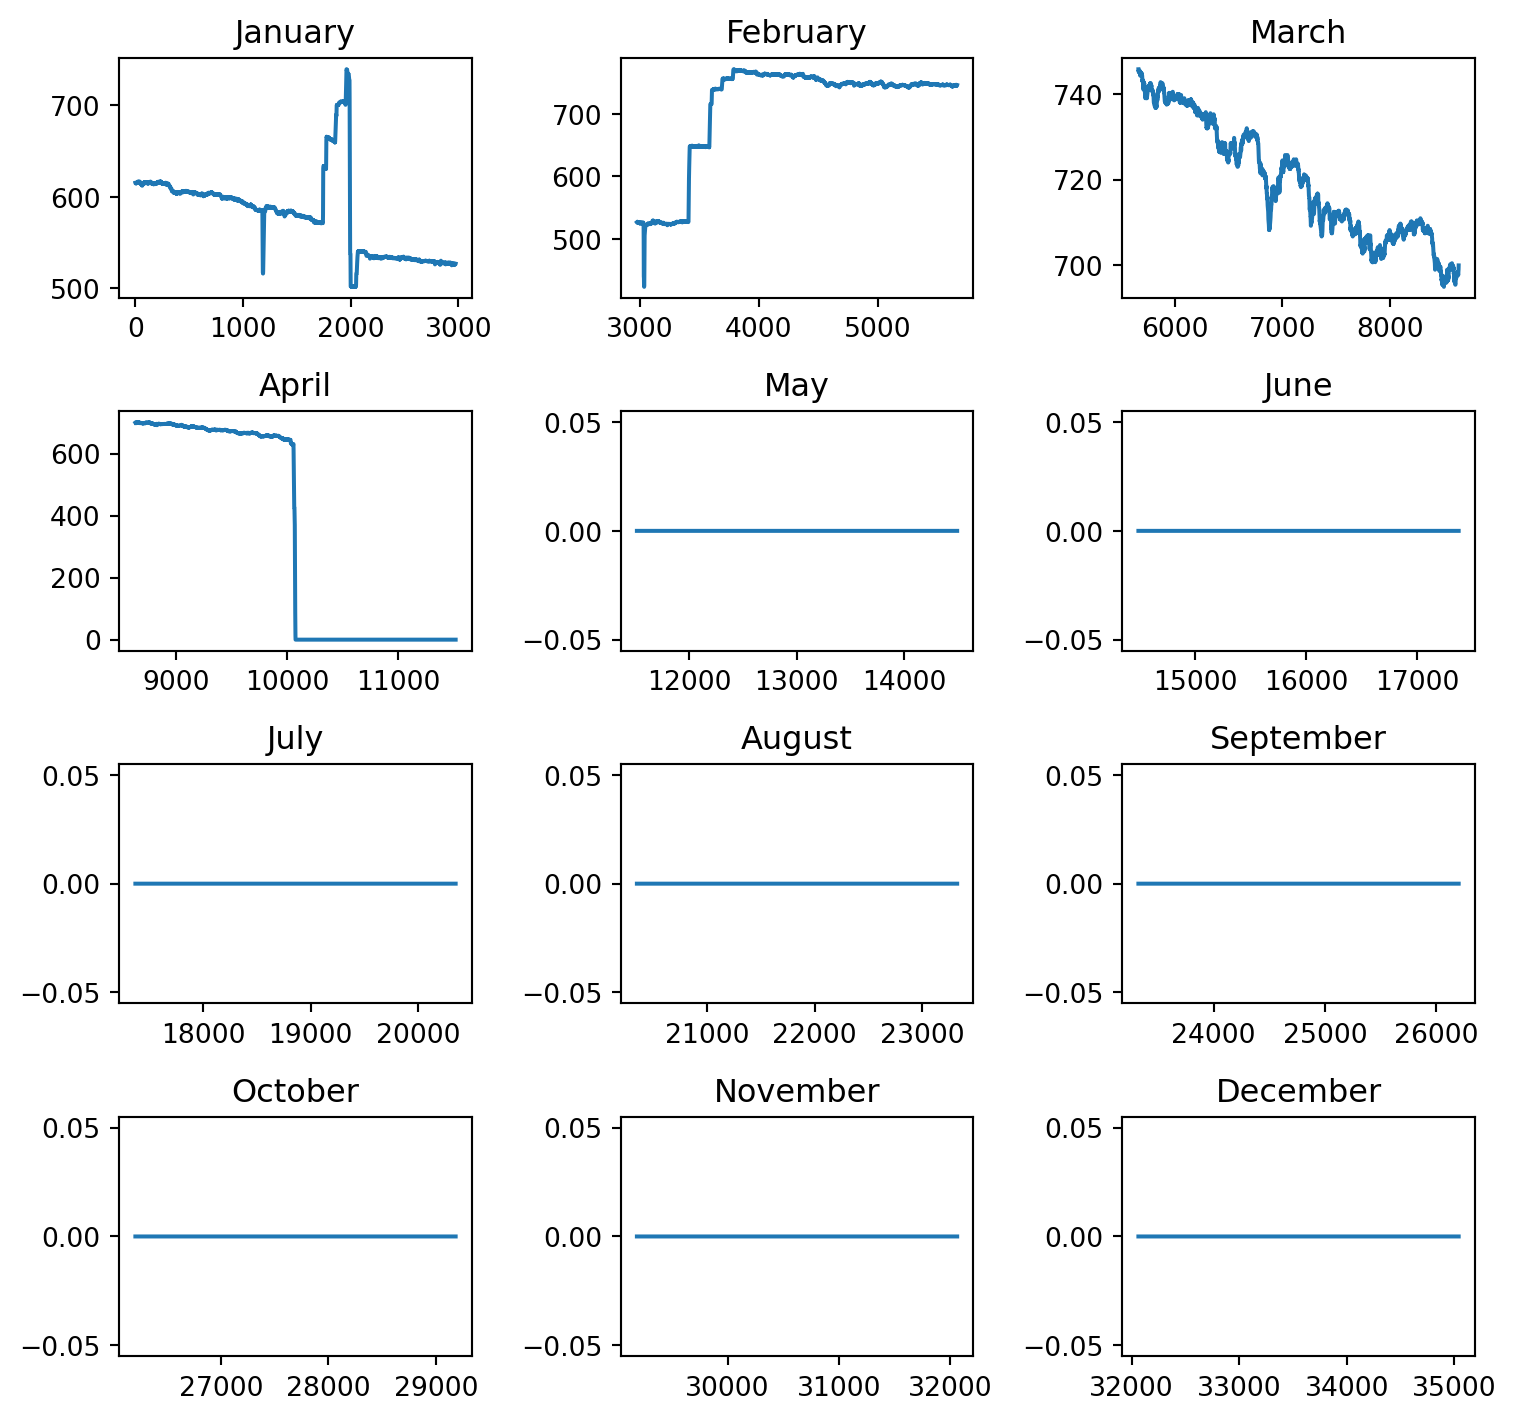 January February March
700
600
500
0 1000 2000 3000
700
600
500
3000 4000 5000
740
720
700
6000 7000 8000
April May June
600
400
200
0
9000 10000 11000
0.05
0.00
−0.05
12000 13000 14000
0.05
0.00
−0.05
15000 16000 17000
July August September
0.05
0.00
−0.05
18000 19000 20000
0.05
0.00
−0.05
21000 22000 23000
0.05
0.00
−0.05
24000 25000 26000
October November December
0.05
0.00
−0.05
27000 28000 29000
0.05
0.00
−0.05
30000 31000 32000
0.05
0.00
−0.05
32000 33000 34000 35000